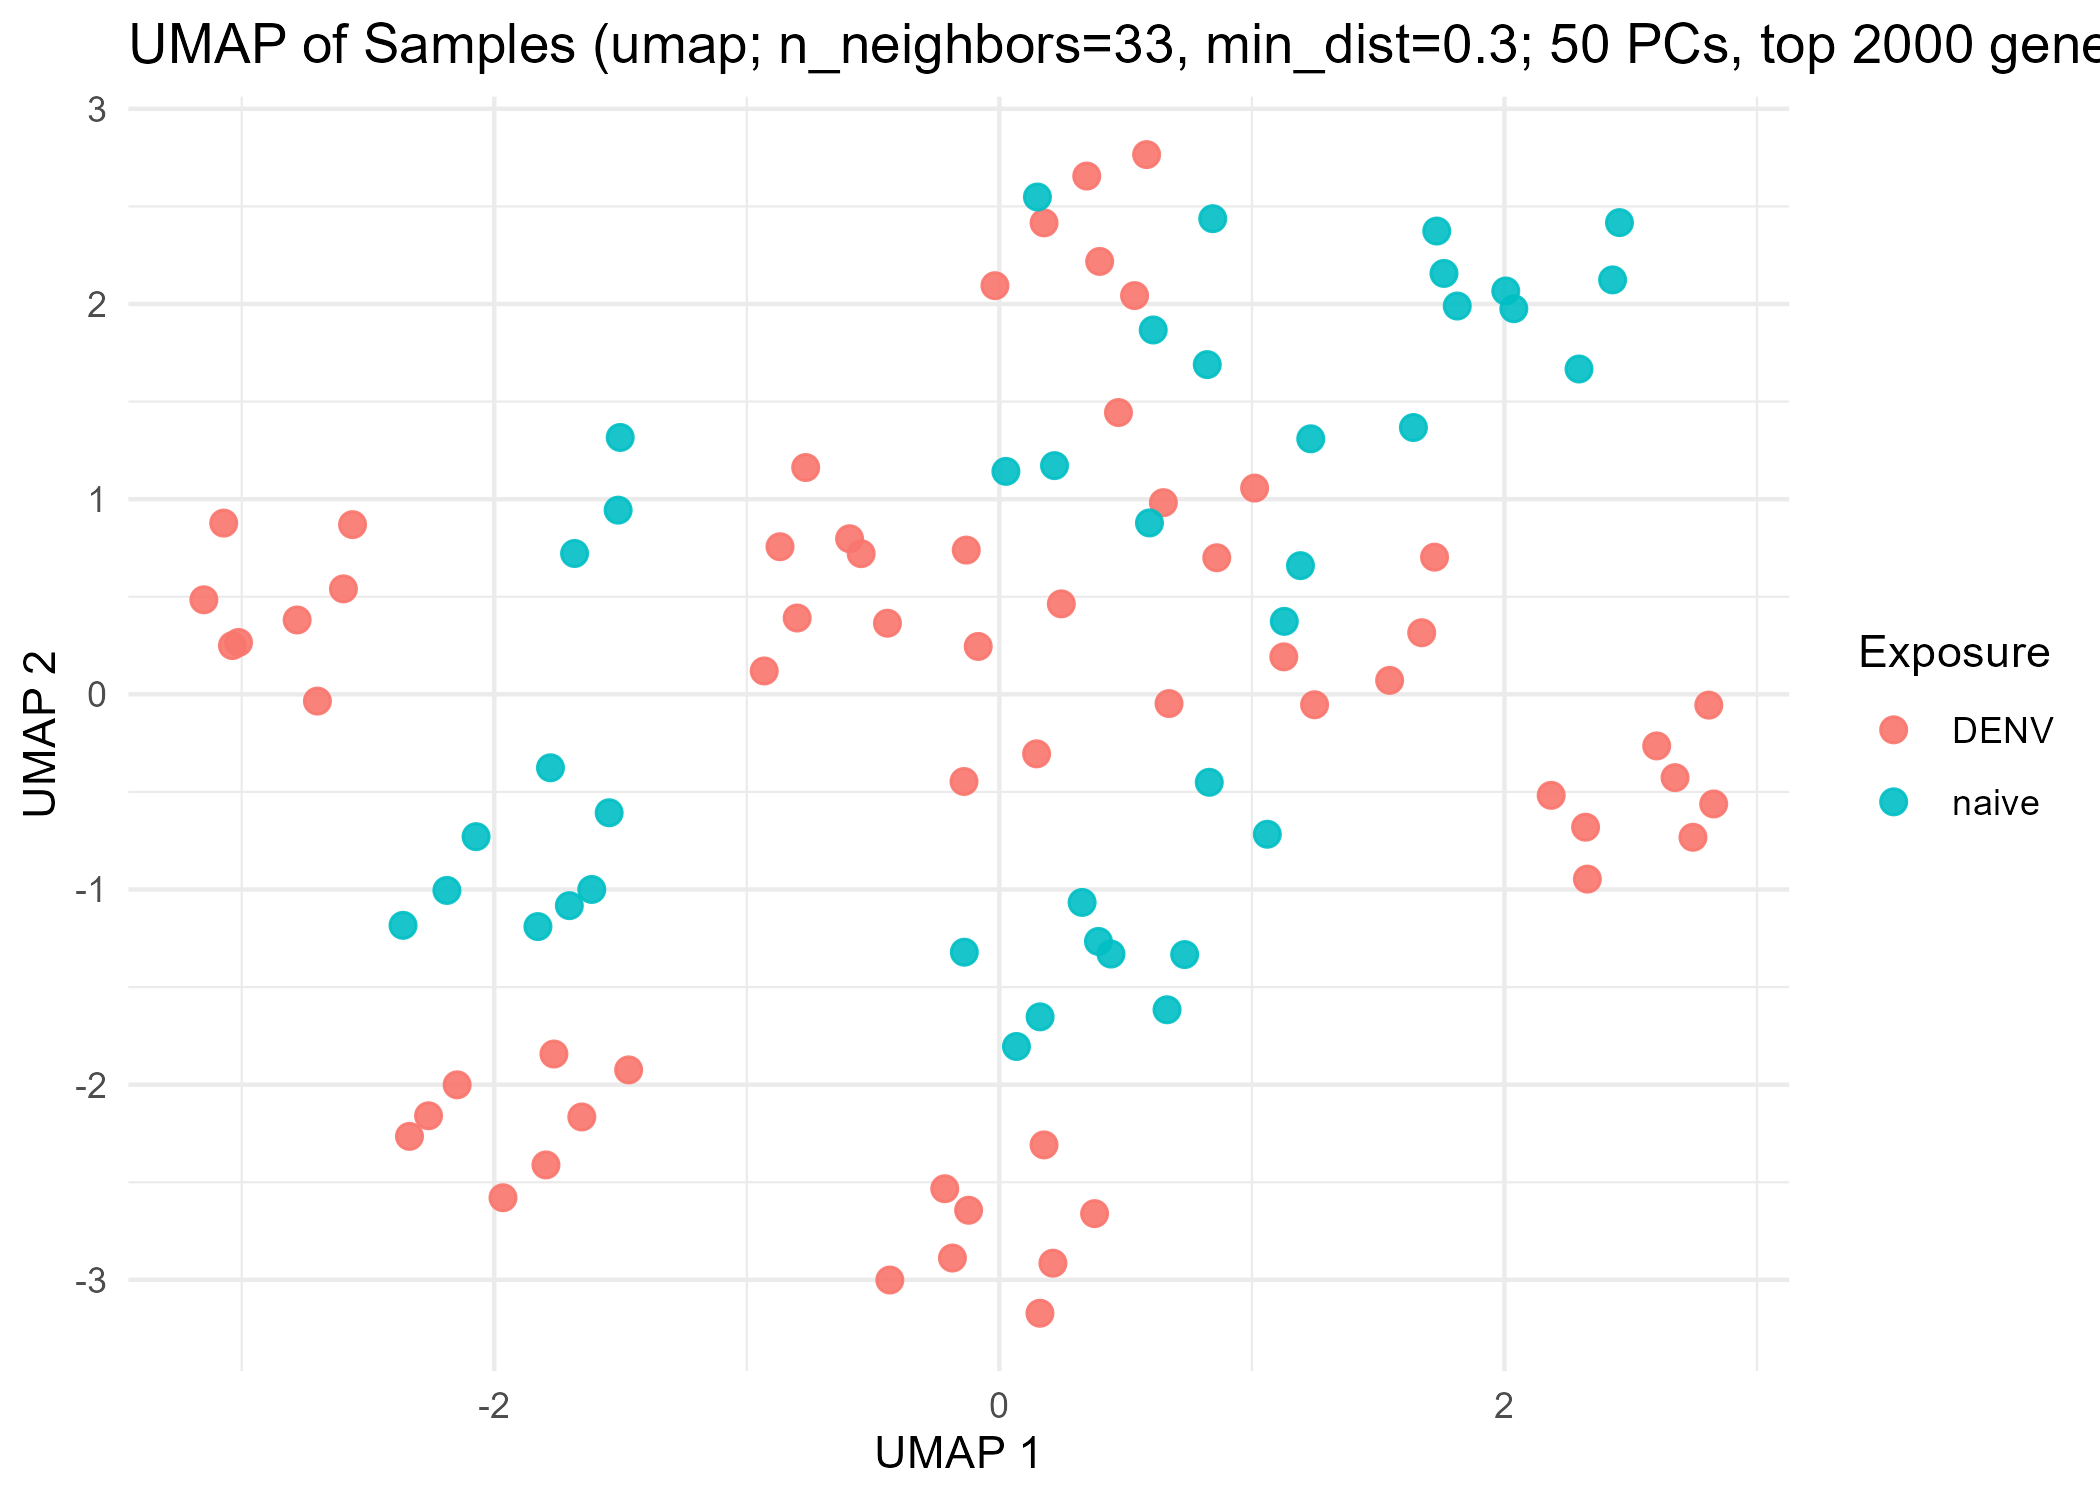 UMAP of Samples (umap; n_neighbors=33, min_dist=0.3; 50 PCs, top 2000 gene
3
2
1
0
-1
-2
-3
UMAP 2
-2
0
2
UMAP 1
Exposure
DENV
naive